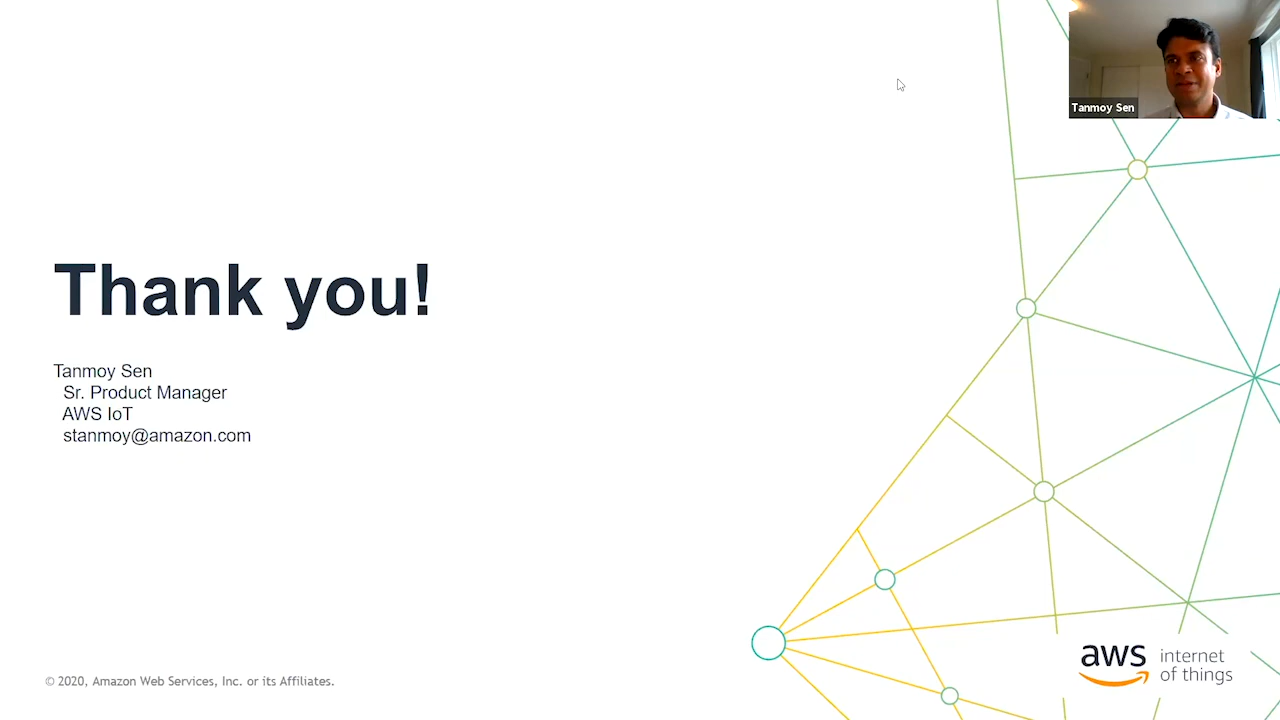 Tanmoy Sen
Thank you!
Tanmoy Sen
Sr. Product Manager
AWS IoT
stanmoy@amazon.com
© 2020, Amazon Web Services, Inc. or its Affiliates.
aws internet
of things